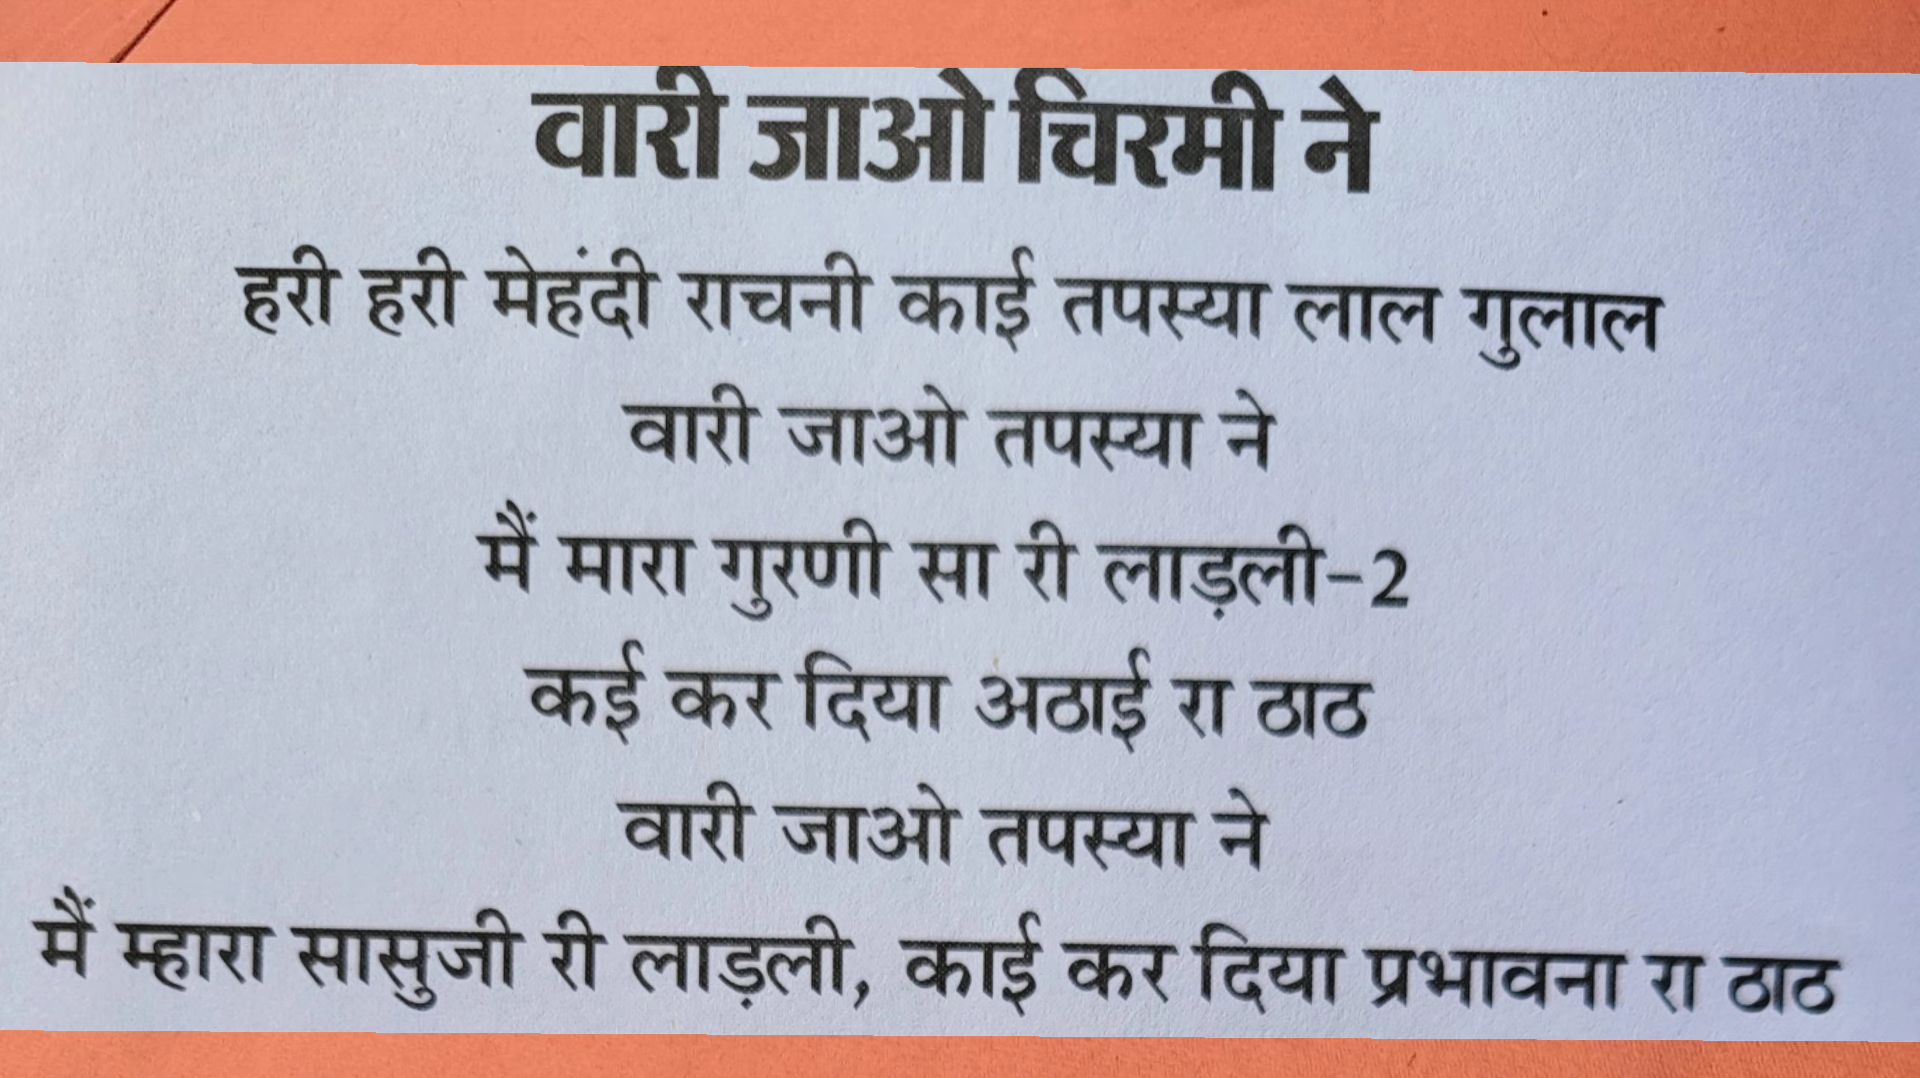 वारी जाओ चिरमी ने
हरी हरी मेहंदी राचनी काई तपस्या लाल गुलाल
वारी जाओ तपस्या ने
मैं मारा गुरणी सा री लाड़ली-2
कई कर दिया अठाई रा ठाठ
वारी जाओ तपस्या ने
मैं म्हारा सासुजी री लाड़ली, काई कर दिया प्रभावना रा ठाठ